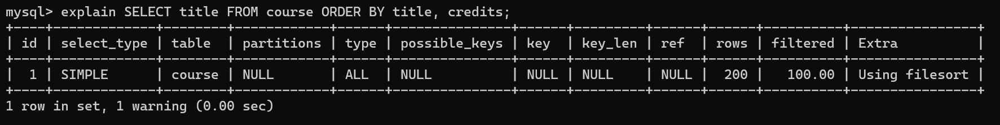 mysql> explain SELECT title FROM course ORDER BY title, credits;
+----+-------------+--------+------------+------+---------------+------+---------+------+------+----------+----------------+
| id | select_type | table  | partitions | type | possible_keys | key  | key_len | ref  | rows | filtered | Extra          |
+----+-------------+--------+------------+------+---------------+------+---------+------+------+----------+----------------+
|  1 | SIMPLE      | course | NULL       | ALL  | NULL          | NULL | NULL    | NULL |  200 |   100.00 | Using filesort |
+----+-------------+--------+------------+------+---------------+------+---------+------+------+----------+----------------+
1 row in set, 1 warning (0.00 sec)